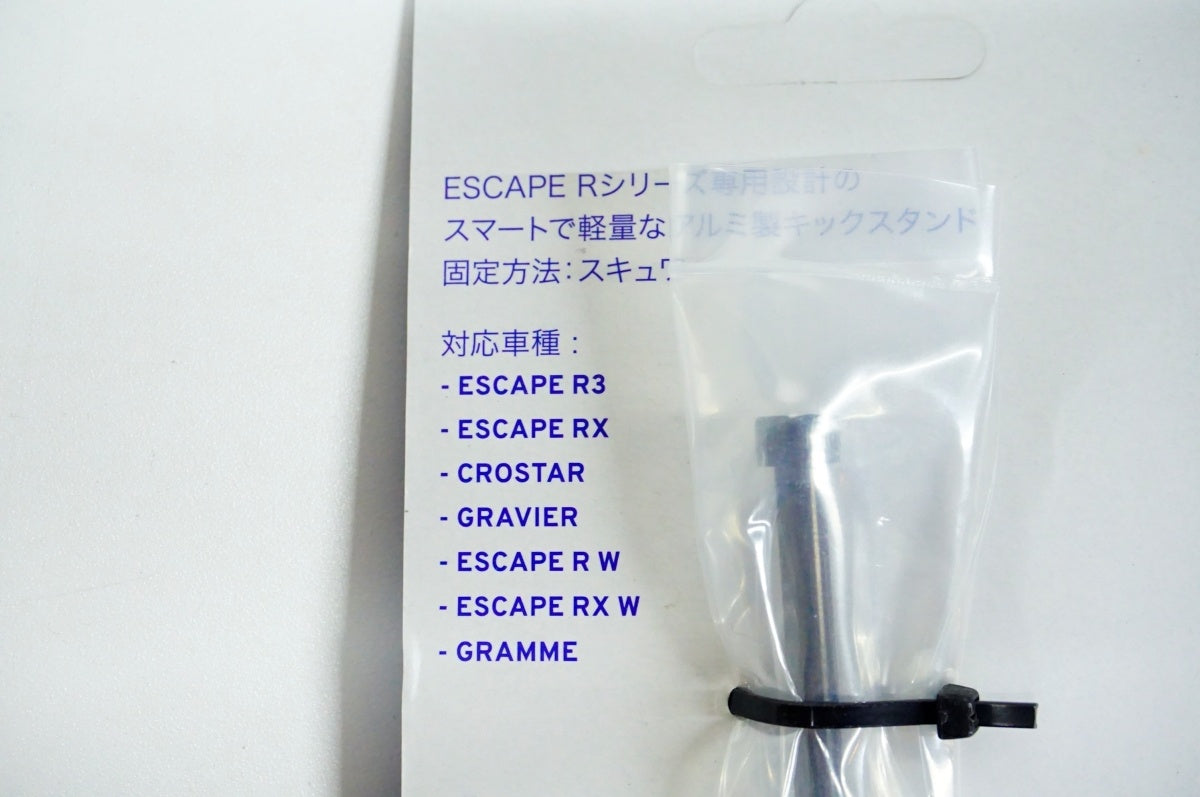 ESCAPE Rシリーズ専用設計の
スマートで軽量なアルミ製キックスタンド
固定方法：スキュワ
対応車種：
- ESCAPE R3
- ESCAPE RX
- CROSTAR
- GRAVIER
- ESCAPE R W
- ESCAPE RX W
- GRAMME